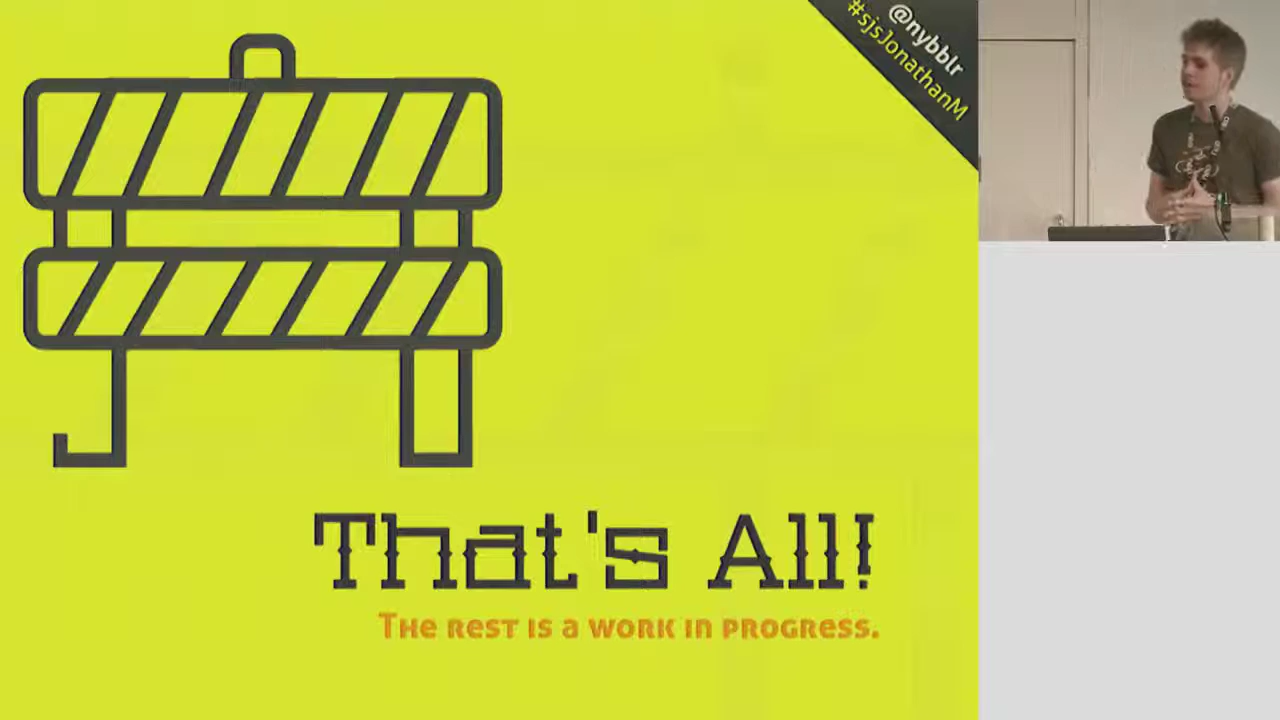 @nybblr
#sjsJonathanM
That's All!
The rest is a work in progress.